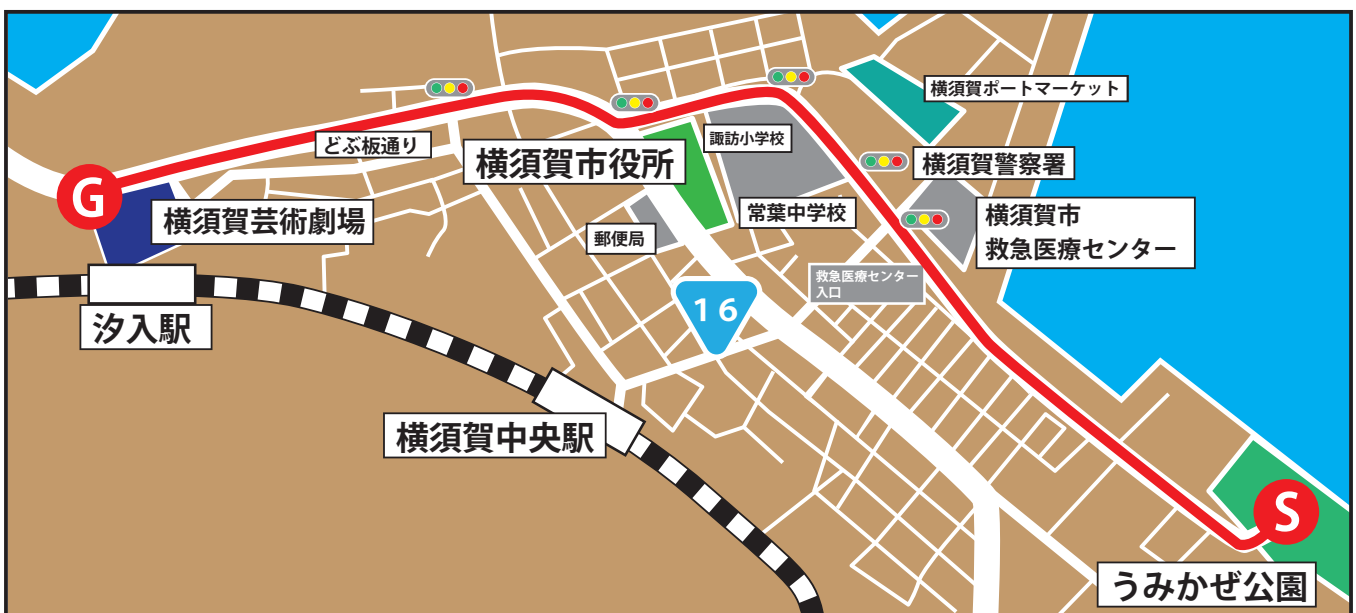 横須賀ポートマーケット
どぶ板通り
諏訪小学校
横須賀市役所
横須賀警察署
G
横須賀芸術劇場
常葉中学校
横須賀市
救急医療センター
郵便局
救急医療センター
入口
16
汐入駅
横須賀中央駅
S
うみかぜ公園